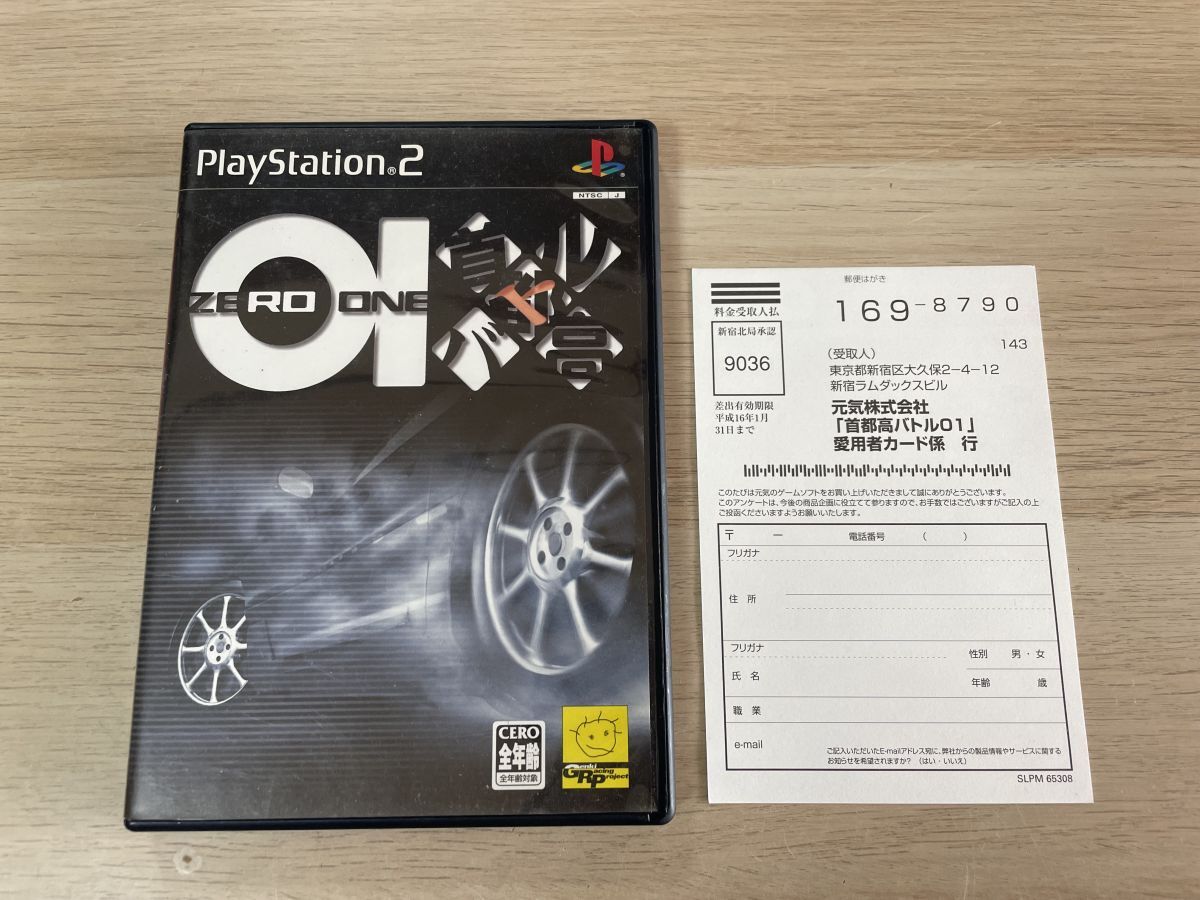 PlayStation®2
NTSC J
ZERO ONE
01
首都高
バトル
CERO
全年齢
全年齢対象
Genki
Racing
Project
郵便はがき
169-8790
143
料金受取人払
新宿北局承認
9036
差出有効期限
平成16年1月
31日まで
(受取人)
東京都新宿区大久保2-4-12
新宿ラムダックスビル
元気株式会社
「首都高バトル01」
愛用者カード係 行
このたびは元気のゲームソフトをお買い上げいただきまして誠にありがとうございます。
このアンケートは、今後の商品企画に役立てて参りますので、お手数ではございますがご記入の上
ご投函くださいますようお願いいたします。
〒 ー 電話番号 ( )
フリガナ
住 所
フリガナ
氏 名
性別 男・女
年齢 歳
職 業
e-mail
ご記入いただいたE-mailアドレス宛に、弊社からの製品情報やサービスに関する
お知らせを希望されますか? (はい・いいえ)
SLPM 65308